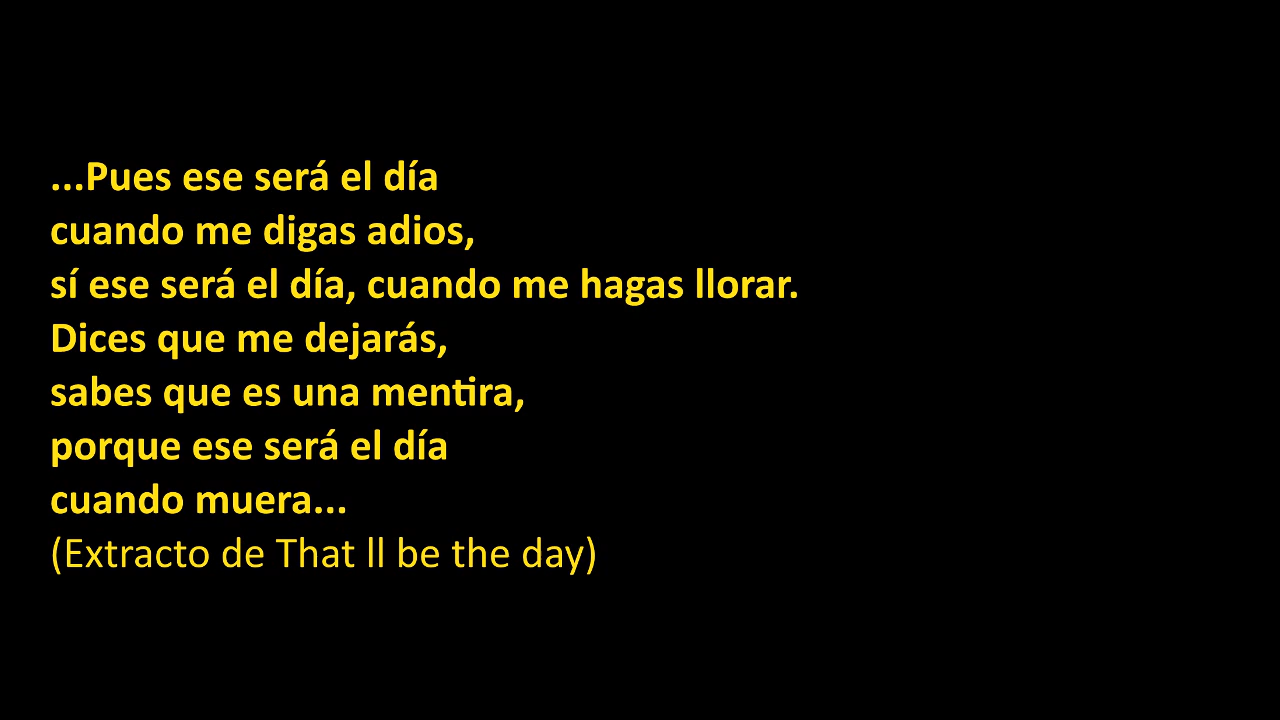 ...Pues ese será el día
cuando me digas adios,
sí ese será el día, cuando me hagas llorar.
Dices que me dejarás,
sabes que es una mentira,
porque ese será el día
cuando muera...
(Extracto de That ll be the day)